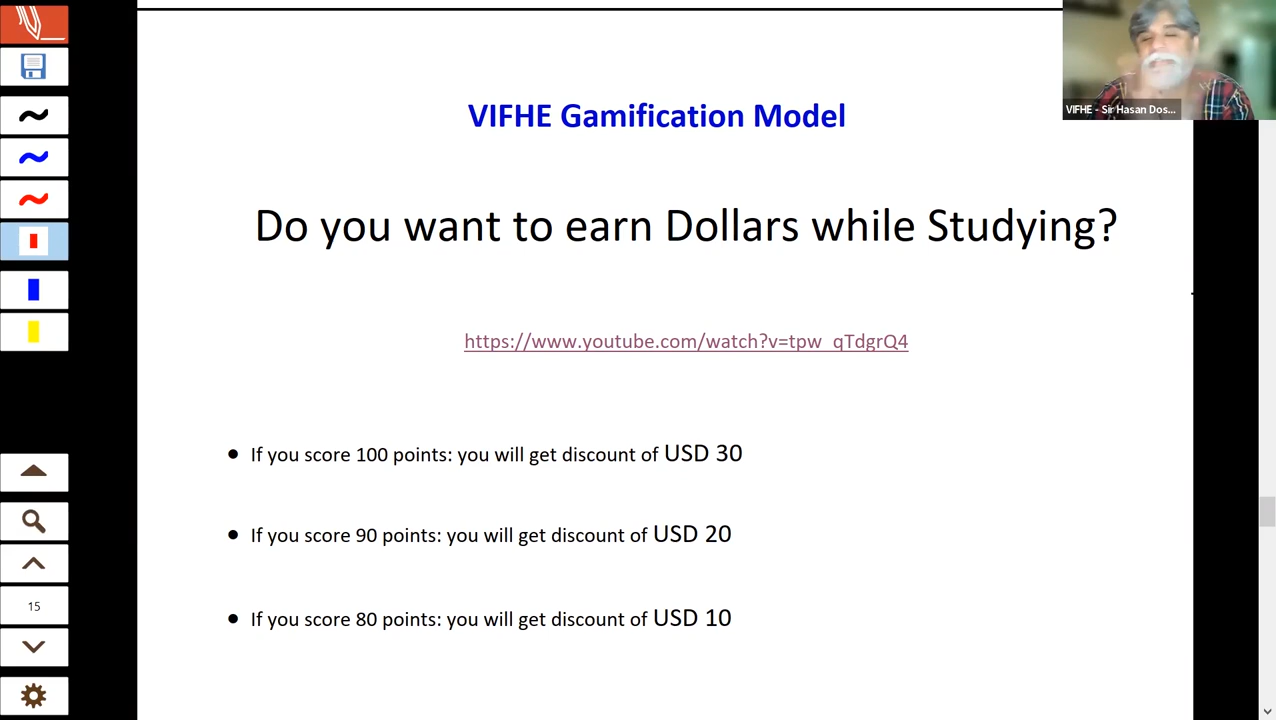 VIFHE - Sir Hasan Dos...
VIFHE Gamification Model
Do you want to earn Dollars while Studying?
https://www.youtube.com/watch?v=tpw_qTdgrQ4
• If you score 100 points: you will get discount of USD 30
• If you score 90 points: you will get discount of USD 20
• If you score 80 points: you will get discount of USD 10
15